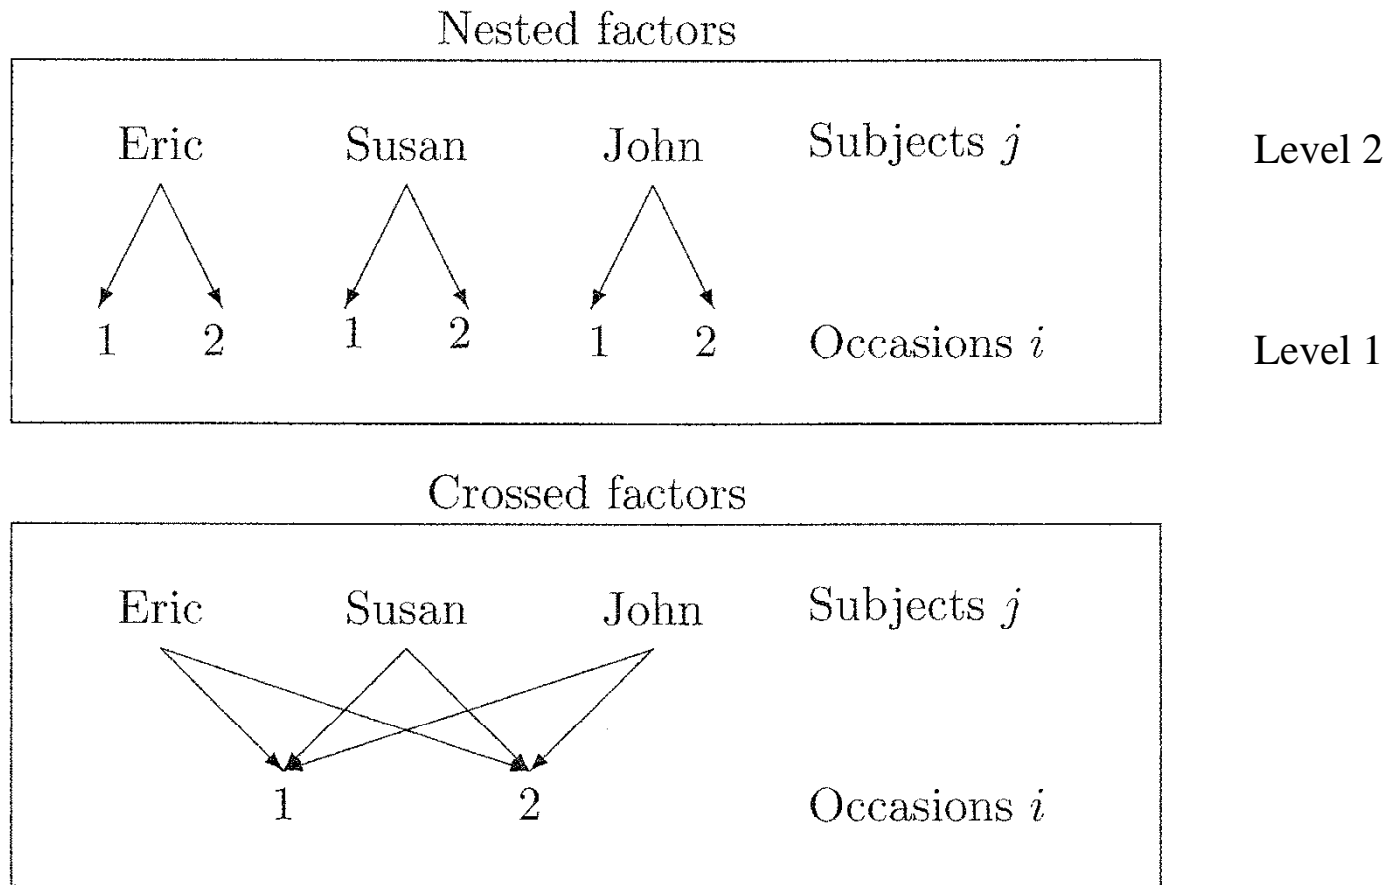 Nested factors
Eric Susan John Subjects j Level 2
1 2 1 2 1 2 Occasions i Level 1
Crossed factors
Eric Susan John Subjects j
1 2 Occasions i